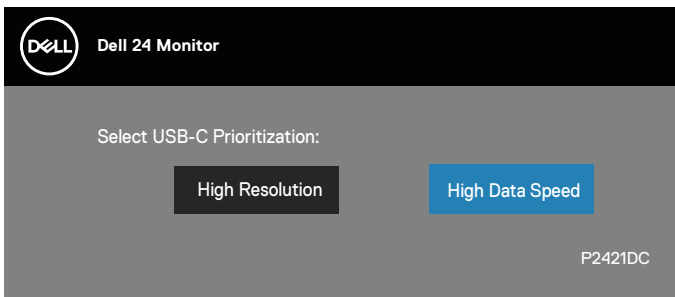 DELL
Dell 24 Monitor
Select USB-C Prioritization:
High Resolution
High Data Speed
P2421DC